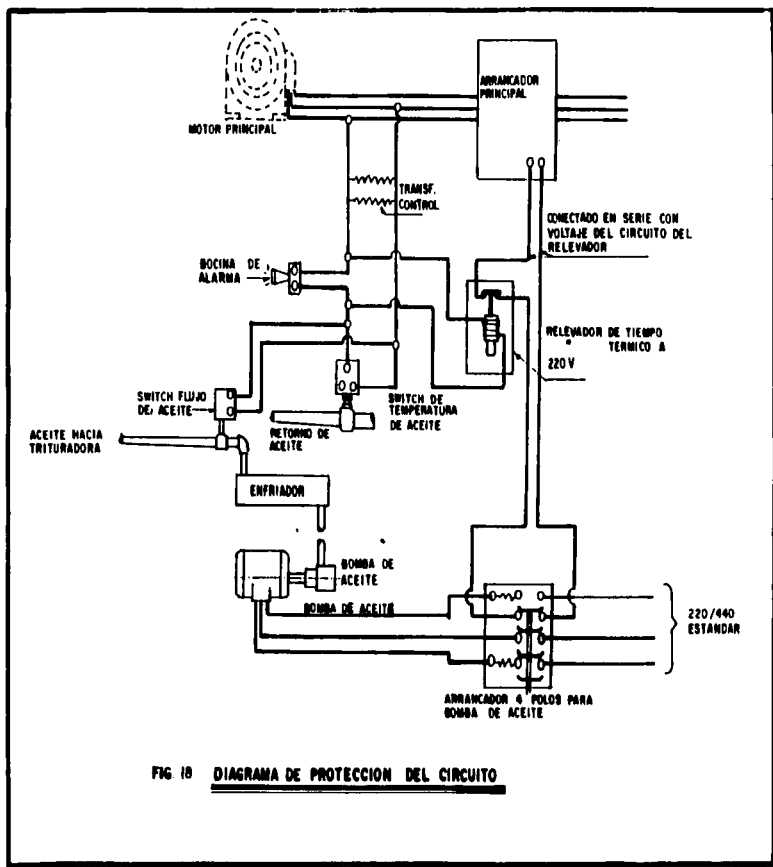 ARRANCADOR
PRINCIPAL
MOTOR PRINCIPAL
TRANSF.
CONTROL
CONECTADO EN SERIE CON
VOLTAJE DEL CIRCUITO DEL
RELEVADOR
BOCINA DE
ALARMA
RELEVADOR DE TIEMPO
TERMICO A
220 V
SWITCH FLUJO
DE ACEITE
SWITCH DE
TEMPERATURA
DE ACEITE
RETORNO DE
ACEITE
ACEITE HACIA
TRITURADORA
ENFRIADOR
BOMBA DE
ACEITE
BOMBA DE ACEITE
220/440
ESTANDAR
ARRANCADOR 4 POLOS PARA
BOMBA DE ACEITE
FIG. 18 DIAGRAMA DE PROTECCION DEL CIRCUITO